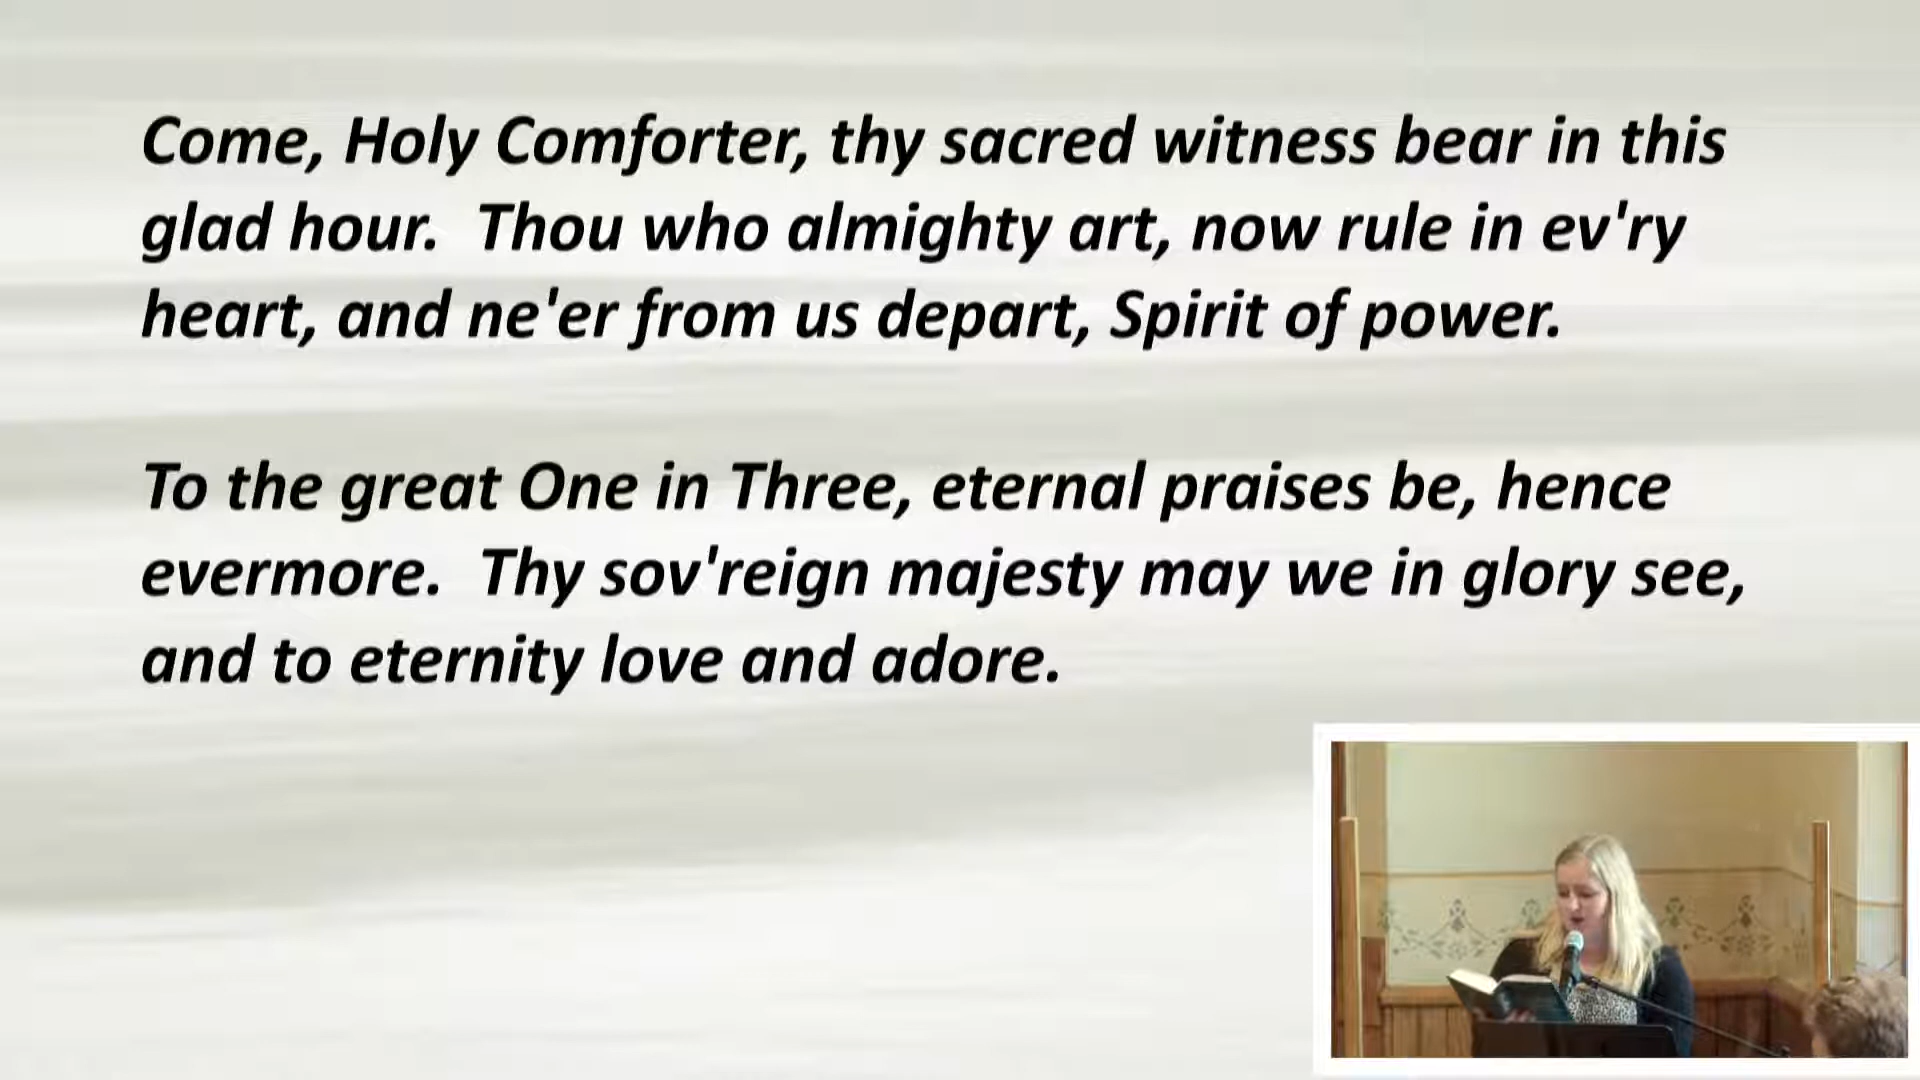 Come, Holy Comforter, thy sacred witness bear in this
glad hour.  Thou who almighty art, now rule in ev'ry
heart, and ne'er from us depart, Spirit of power.
To the great One in Three, eternal praises be, hence
evermore.  Thy sov'reign majesty may we in glory see,
and to eternity love and adore.